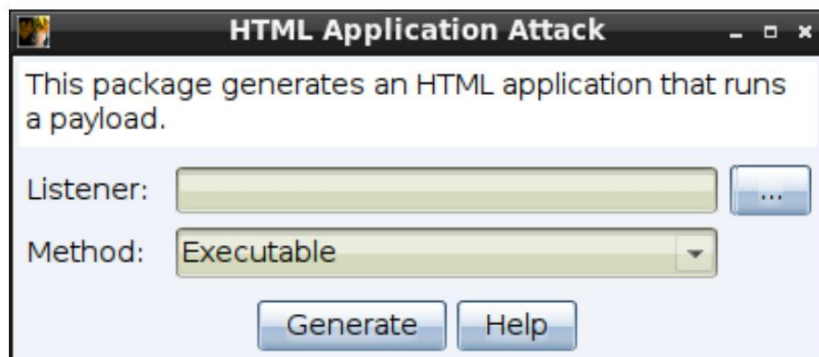 HTML Application Attack
This package generates an HTML application that runs
a payload.
Listener:
...
Method:
Executable
Generate
Help